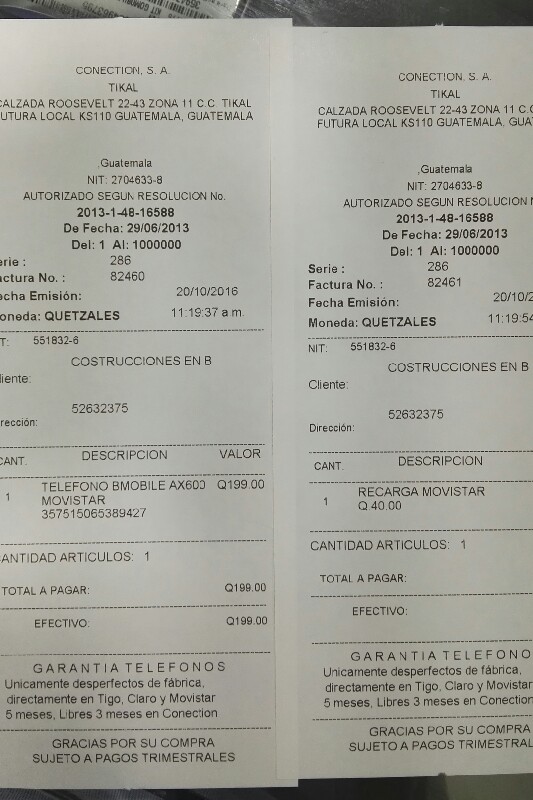 CONECTION, S. A.
TIKAL
CALZADA ROOSEVELT 22-43 ZONA 11 C.C. TIKAL
FUTURA LOCAL KS110 GUATEMALA, GUATEMALA
,Guatemala
NIT: 2704633-8
AUTORIZADO SEGUN RESOLUCION No.
2013-1-48-16588
De Fecha: 29/06/2013
Del: 1 Al: 1000000
erie : 286
Factura No. : 82460
echa Emisión: 20/10/2016
oneda: QUETZALES 11:19:37 a.m.
T: 551832-6
COSTRUCCIONES EN B
liente:
52632375
irección:
CANT. DESCRIPCION VALOR
1 TELEFONO BMOBILE AX600 Q199.00
MOVISTAR
357515065389427
CANTIDAD ARTICULOS: 1
TOTAL A PAGAR: Q199.00
EFECTIVO: Q199.00
GARANTIA TELEFONOS
Unicamente desperfectos de fábrica,
directamente en Tigo, Claro y Movistar
5 meses, Libres 3 meses en Conection
GRACIAS POR SU COMPRA
SUJETO A PAGOS TRIMESTRALES
CONECTION, S. A.
TIKAL
CALZADA ROOSEVELT 22-43 ZONA 11 C.C
FUTURA LOCAL KS110 GUATEMALA, GUA
,Guatemala
NIT: 2704633-8
AUTORIZADO SEGUN RESOLUCION N
2013-1-48-16588
De Fecha: 29/06/2013
Del: 1 Al: 1000000
Serie : 286
Factura No. : 82461
Fecha Emisión: 20/10/2
Moneda: QUETZALES 11:19:54
NIT: 551832-6
COSTRUCCIONES EN B
Cliente:
52632375
Dirección:
CANT. DESCRIPCION
1 RECARGA MOVISTAR
Q 40.00
CANTIDAD ARTICULOS: 1
TOTAL A PAGAR:
EFECTIVO:
GARANTIA TELEFONO
Unicamente desperfectos de fábrica,
directamente en Tigo, Claro y Movistar
5 meses, Libres 3 meses en Conection
GRACIAS POR SU COMPRA
SUJETO A PAGOS TRIMESTRAL